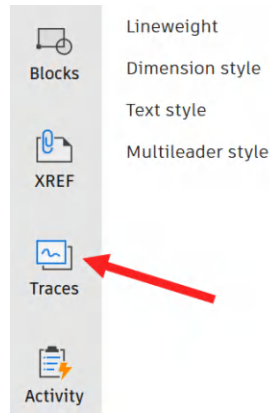 Blocks
XREF
Traces
Activity
Lineweight
Dimension style
Text style
Multileader style